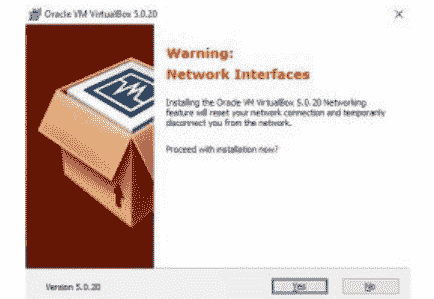 Oracle VM VirtualBox 5.0.20
Warning:
Network Interfaces
Installing the Oracle VM VirtualBox 5.0.20 Networking
feature will reset your network connection and temporarily
disconnect you from the network.
Proceed with installation now?
Version 5.0.20
Yes
No